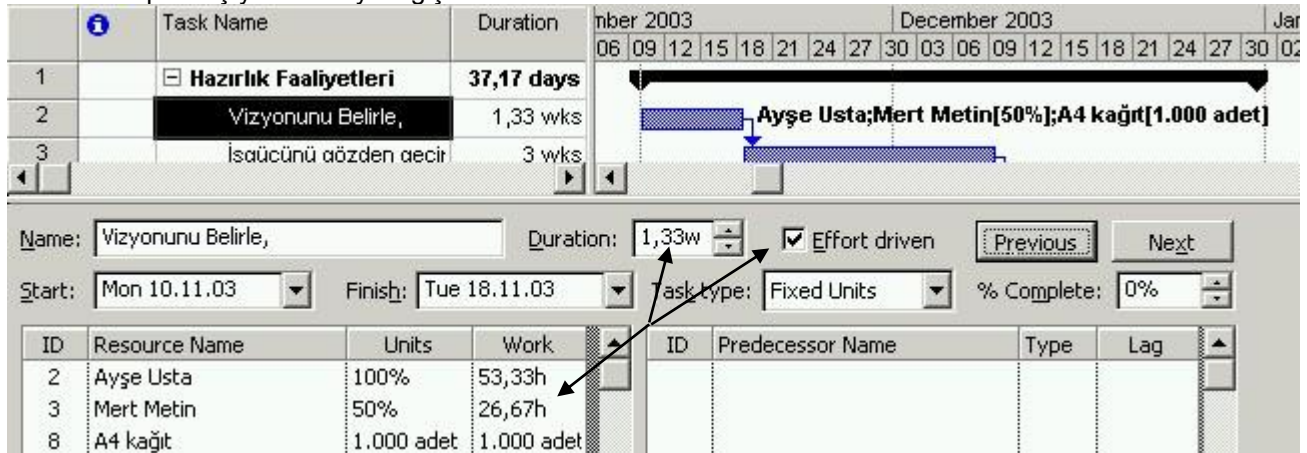 Task Name Duration mber 2003 December 2003 Jan
06 09 12 15 18 21 24 27 30 03 06 09 12 15 18 21 24 27 30 02
1 Hazırlık Faaliyetleri 37,17 days
2 Vizyonunu Belirle, 1,33 wks Ayşe Usta;Mert Metin[50%];A4 kağıt[1.000 adet]
3 İşgücünü gözden geçir 3 wks
Name: Vizyonunu Belirle, Duration: 1,33w Effort driven Previous Next
Start: Mon 10.11.03 Finish: Tue 18.11.03 Task type: Fixed Units % Complete: 0%
ID Resource Name Units Work ID Predecessor Name Type Lag
2 Ayşe Usta 100% 53,33h
3 Mert Metin 50% 26,67h
8 A4 kağıt 1.000 adet 1.000 adet